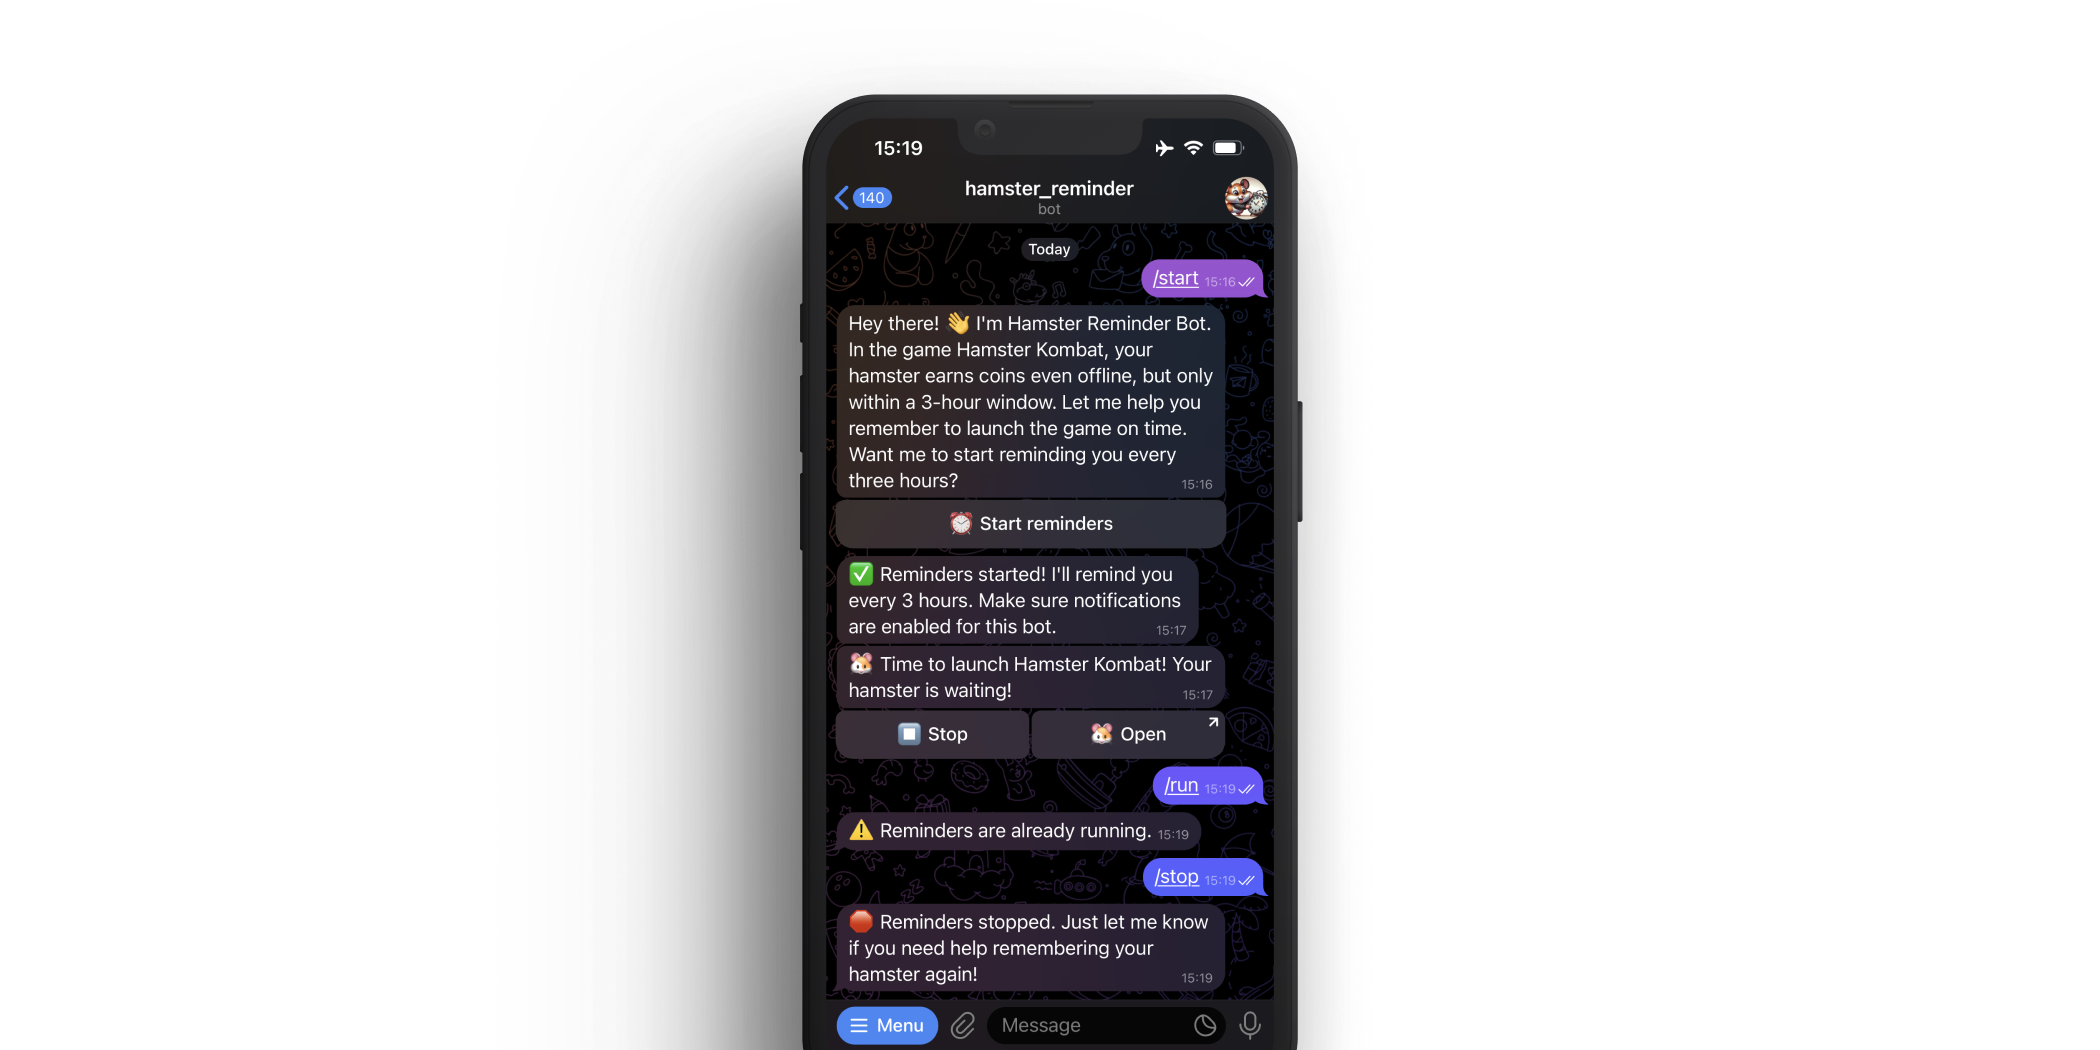 15:19
140
hamster_reminder
bot
Today
/start 15:16
Hey there! 👋 I'm Hamster Reminder Bot.
In the game Hamster Kombat, your
hamster earns coins even offline, but only
within a 3-hour window. Let me help you
remember to launch the game on time.
Want me to start reminding you every
three hours? 15:16
⏰ Start reminders
✅ Reminders started! I'll remind you
every 3 hours. Make sure notifications
are enabled for this bot. 15:17
🐹 Time to launch Hamster Kombat! Your
hamster is waiting! 15:17
⏹️ Stop
🐹 Open
/run 15:19
⚠️ Reminders are already running. 15:19
/stop 15:19
🛑 Reminders stopped. Just let me know
if you need help remembering your
hamster again! 15:19
Menu
Message